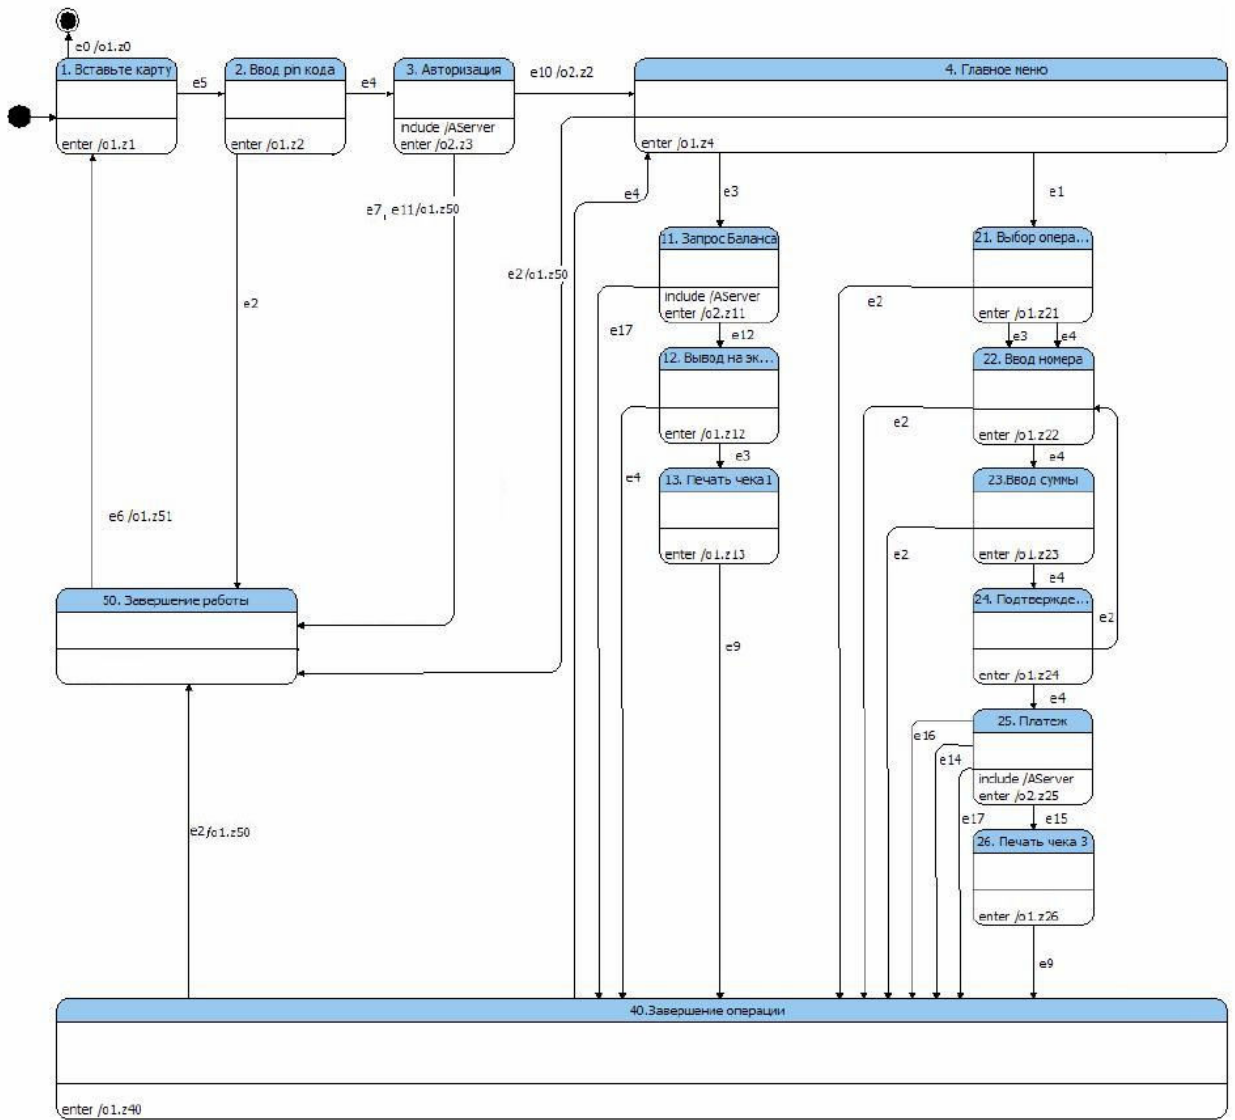 e0 /o1.z0
1. Вставьте карту
enter /o1.z1
e5
2. Ввод pin кода
enter /o1.z2
e4
3. Авторизация
include /AServer
enter /o2.z3
e10 /o2.z2
4. Главное меню
enter /o1.z4
e7, e11/o1.z50
e2
e2/o1.z50
e4
e3
e1
11. Запрос Баланса
include /AServer
enter /o2.z11
21. Выбор опера...
enter /o1.z21
e2
e17
e12
e3
e4
12. Вывод на эк...
enter /o1.z12
22. Ввод номера
enter /o1.z22
e2
e4
e3
e4
13. Печать чека1
enter /o1.z13
23.Ввод суммы
enter /o1.z23
e2
e4
e6 /o1.z51
50. Завершение работы
24. Подтвержде...
enter /o1.z24
e2
e9
e4
25. Платеж
include /AServer
enter /o2.z25
e16
e14
e17
e15
26. Печать чека 3
enter /o1.z26
e2/o1.z50
e9
40.Завершение операции
enter /o1.z40